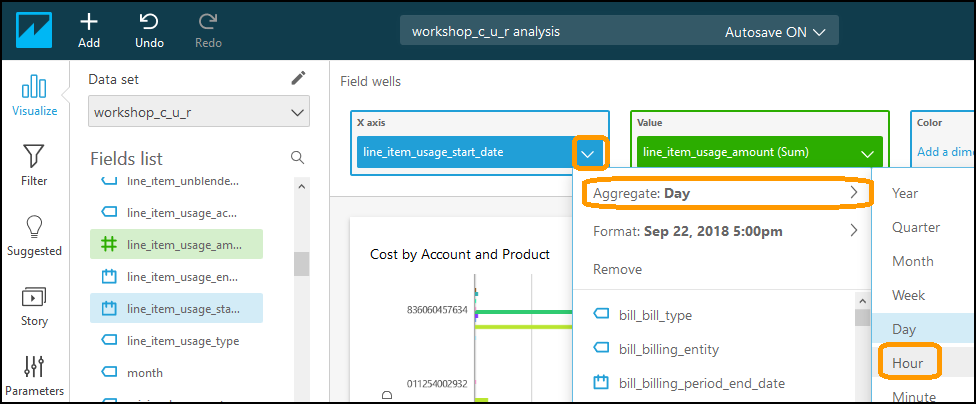 Add
Undo
Redo
workshop_c_u_r analysis
Autosave ON
Visualize
Filter
Suggested
Story
Parameters
Data set
workshop_c_u_r
Fields list
line_item_unblende...
line_item_usage_ac...
line_item_usage_am...
line_item_usage_en...
line_item_usage_sta...
line_item_usage_type
month
Field wells
X axis
line_item_usage_start_date
Value
line_item_usage_amount (Sum)
Color
Add a dime
Aggregate: Day
Format: Sep 22, 2018 5:00pm
Remove
bill_bill_type
bill_billing_entity
bill_billing_period_end_date
Year
Quarter
Month
Week
Day
Hour
Minute
Cost by Account and Product
836060457634
011254002932